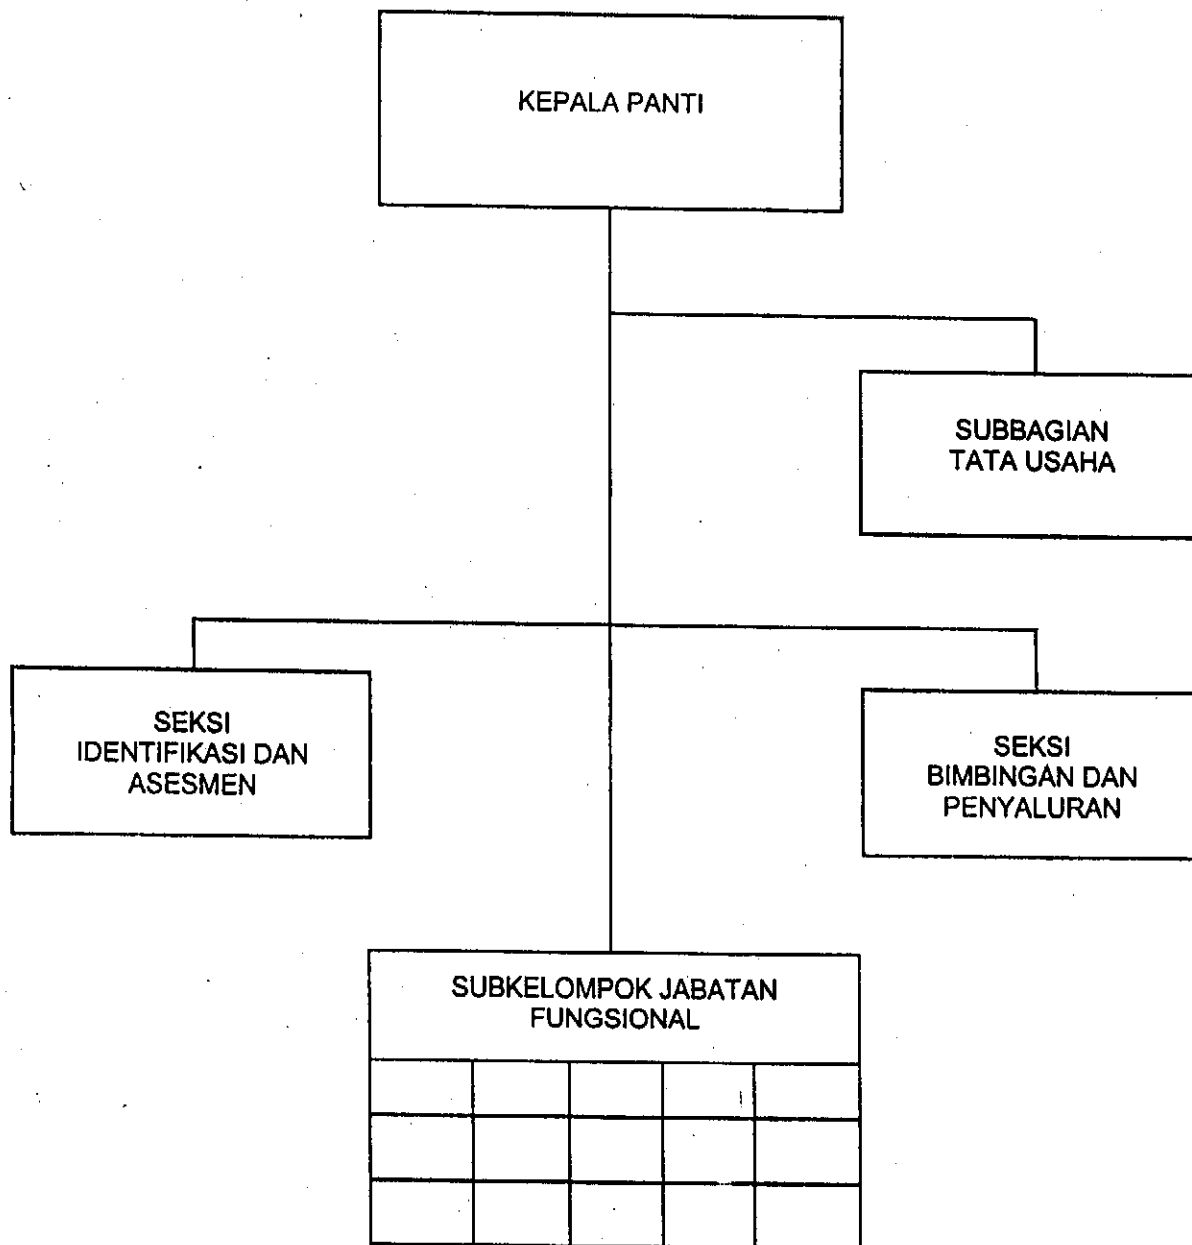 KEPALA PANTI
SUBBAGIAN
TATA USAHA
SEKSI
IDENTIFIKASI DAN
ASESMEN
SEKSI
BIMBINGAN DAN
PENYALURAN
SUBKELOMPOK JABATAN
FUNGSIONAL